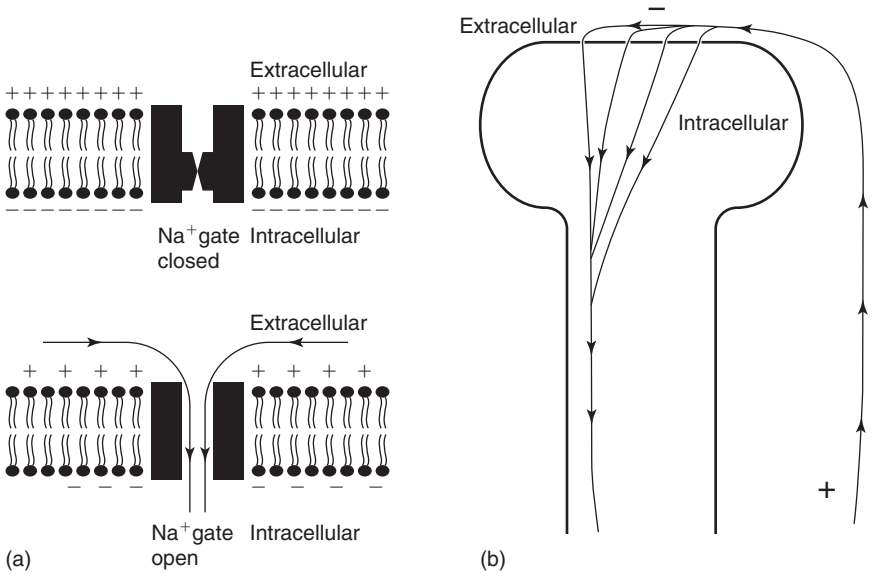 Extracellular
+ + + + + + + + + + + + + + + +
− − − − − − − − − − − − − − − −
Na+ gate Intracellular
closed
Extracellular
+ + + + + + + +
− − − − − − −
Na+ gate Intracellular
open
(a)
Extracellular
−
Intracellular
+
(b)